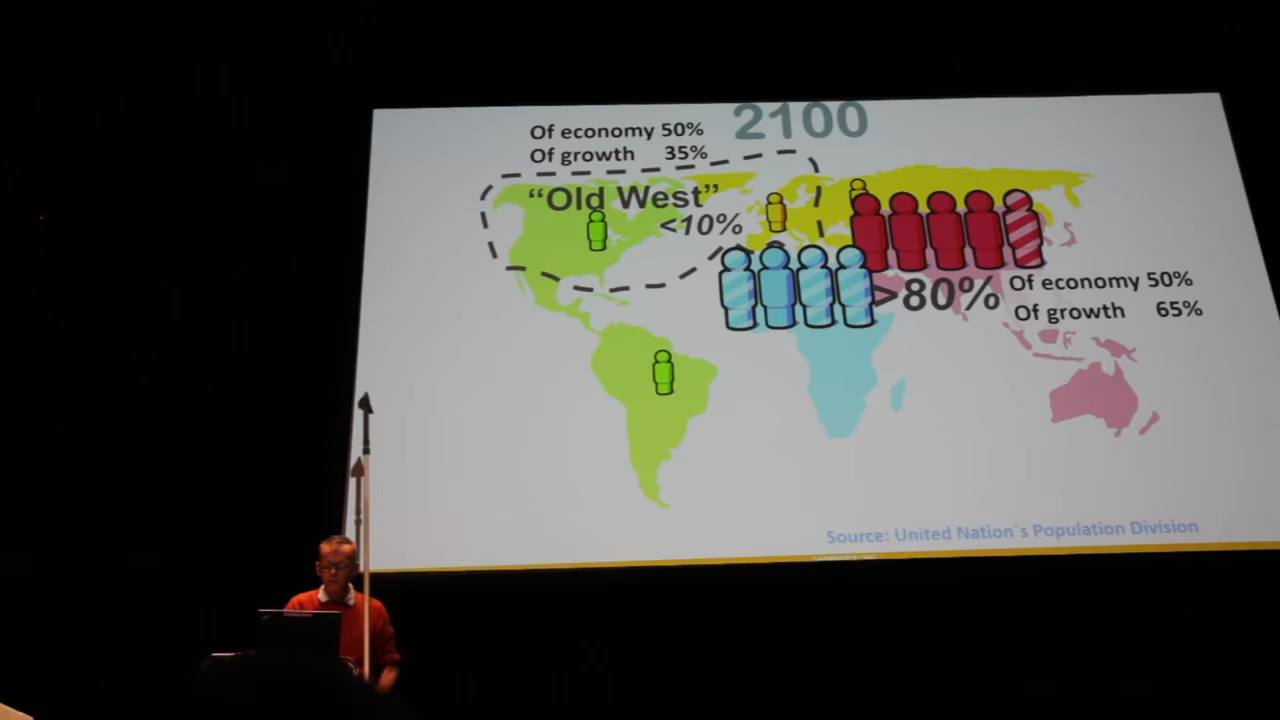 2100
Of economy 50%
Of growth 35%
“Old West”
<10%
>80%
Of economy 50%
Of growth 65%
Source: United Nation´s Population Division